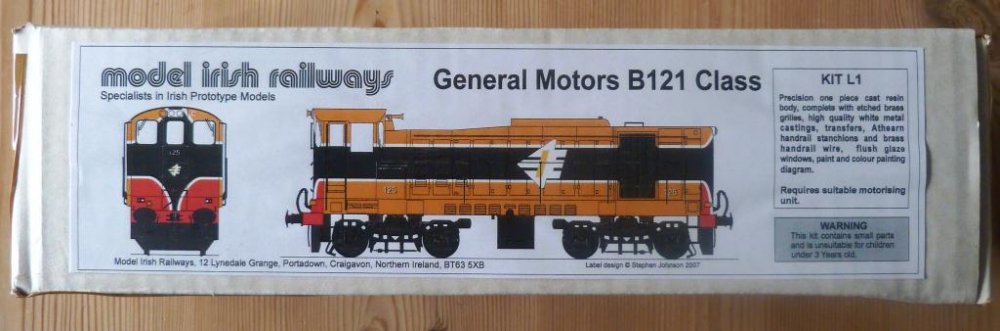 model irish railways
Specialists in Irish Prototype Models
General Motors B121 Class
KIT L1
Precision one piece cast resin
body, complete with etched brass
grilles, high quality white metal
castings, transfers, Athearn
handrail stanchions and brass
handrail wire, flush glaze
windows, paint and colour painting
diagram.
Requires suitable motorising
unit.
WARNING
This kit contains small parts
and is unsuitable for children
under 3 Years old.
125
125
125
Model Irish Railways, 12 Lynedale Grange, Portadown, Craigavon, Northern Ireland, BT63 5XB
Label design © Stephen Johnson 2007